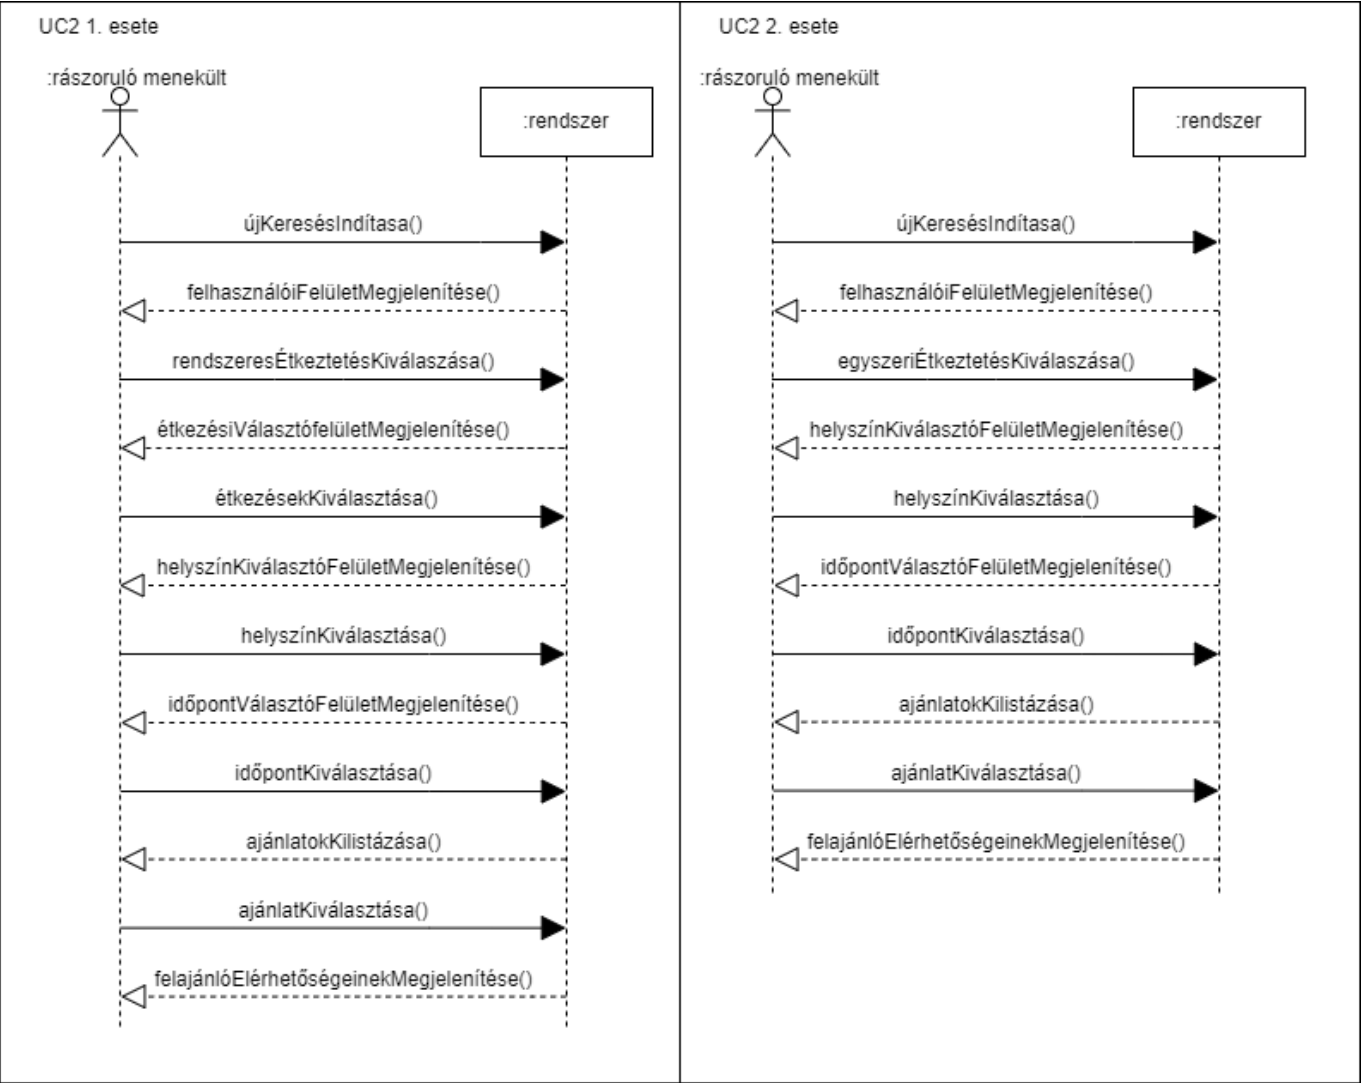 UC2 1. esete
:rászoruló menekült
:rendszer
újKeresésIndítasa()
felhasználóiFelületMegjelenítése()
rendszeresÉtkeztetésKiválaszása()
étkezésiVálasztófelületMegjelenítése()
étkezésekKiválasztása()
helyszínKiválasztóFelületMegjelenítése()
helyszínKiválasztása()
időpontVálasztóFelületMegjelenítése()
időpontKiválasztása()
ajánlatokKilistázása()
ajánlatKiválasztása()
felajánlóElérhetőségeinekMegjelenítése()
UC2 2. esete
:rászoruló menekült
:rendszer
újKeresésIndítasa()
felhasználóiFelületMegjelenítése()
egyszeriÉtkeztetésKiválaszása()
helyszínKiválasztóFelületMegjelenítése()
helyszínKiválasztása()
időpontVálasztóFelületMegjelenítése()
időpontKiválasztása()
ajánlatokKilistázása()
ajánlatKiválasztása()
felajánlóElérhetőségeinekMegjelenítése()